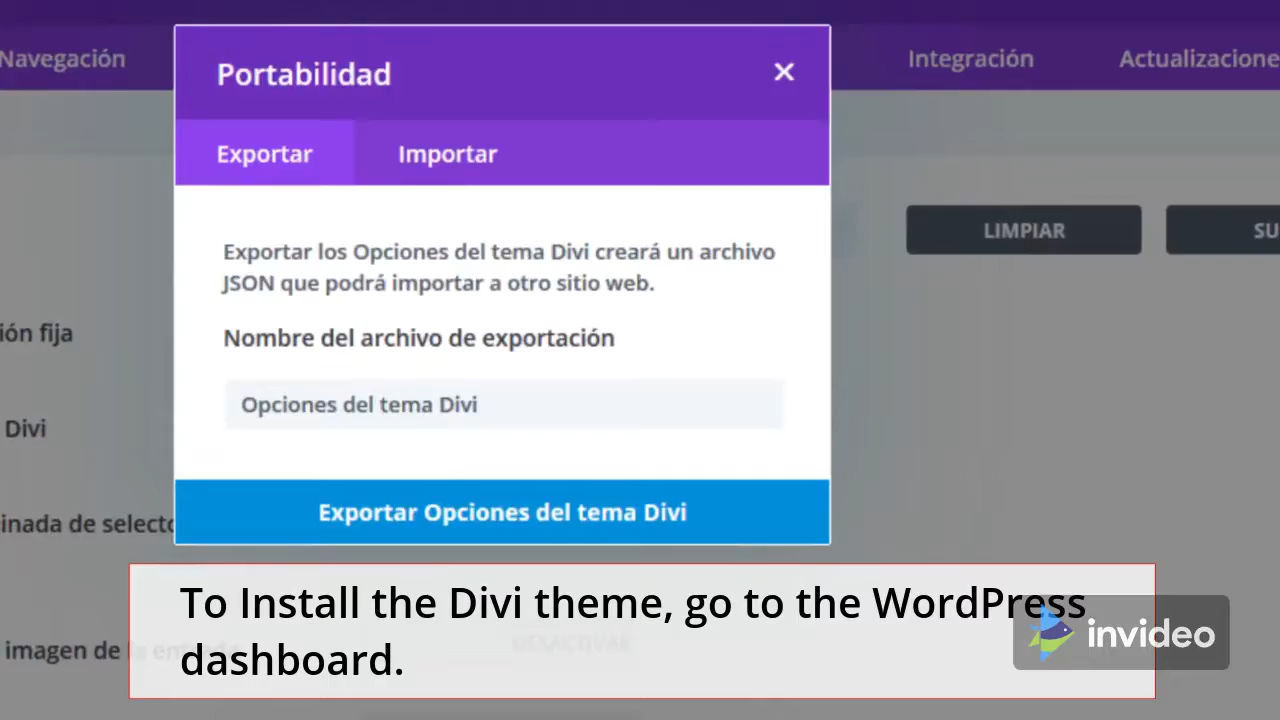 Navegación
Integración
Actualizacione
Portabilidad
Exportar
Importar
LIMPIAR
SU
Exportar los Opciones del tema Divi creará un archivo
JSON que podrá importar a otro sitio web.
ión fija
Nombre del archivo de exportación
Opciones del tema Divi
Divi
Exportar Opciones del tema Divi
inada de selecto
To Install the Divi theme, go to the WordPress
dashboard.
imagen de la entrada
DESACTIVAR
invideo